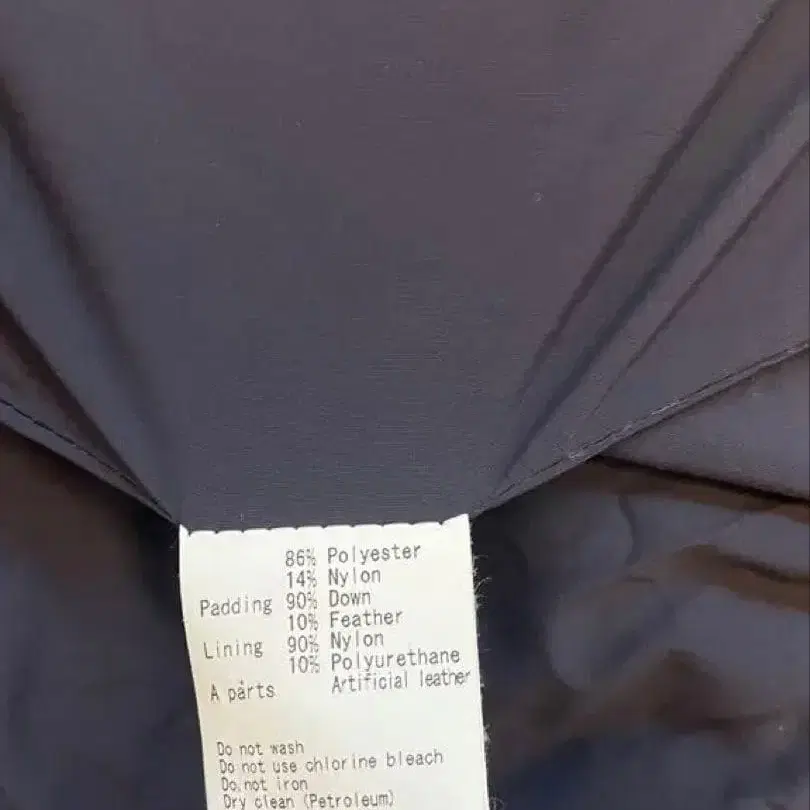 86% Polyester
14% Nylon
Padding 90% Down
10% Feather
Lining 90% Nylon
10% Polyurethane
A parts Artificial leather
Do not wash
Do not use chlorine bleach
Do.not iron
Dry clean (Petroleum)